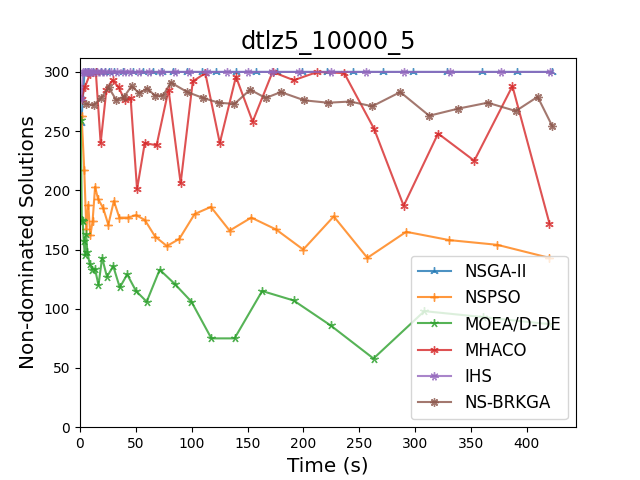 dtlz5_10000_5
Non-dominated Solutions
300
250
200
150
100
50
0
0 50 100 150 200 250 300 350 400
Time (s)
NSGA-II
NSPSO
MOEA/D-DE
MHACO
IHS
NS-BRKGA